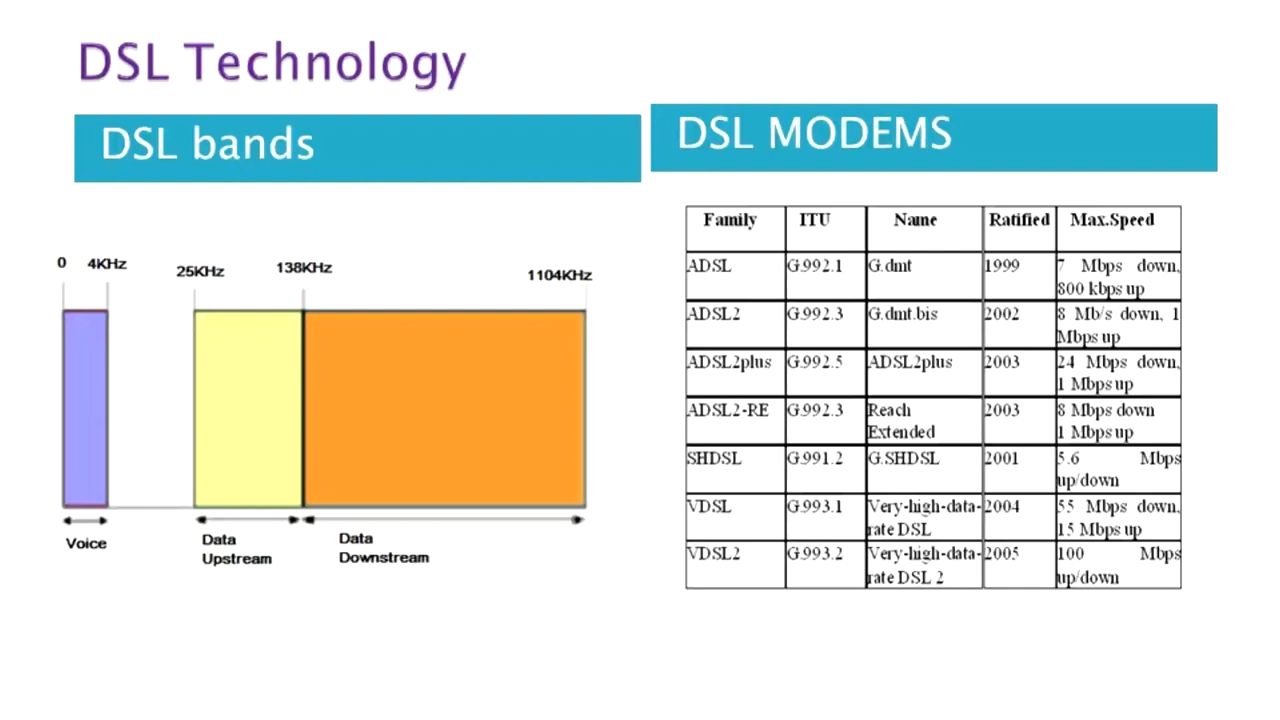 DSL Technology
DSL bands
DSL MODEMS
0 4KHz 25KHz 138KHz 1104KHz
Voice
Data
Upstream
Data
Downstream
Family ITU Name Ratified Max.Speed
ADSL G.992.1 G.dmt 1999 7 Mbps down,
800 kbps up
ADSL2 G.992.3 G.dmt.bis 2002 8 Mb/s down, 1
Mbps up
ADSL2plus G.992.5 ADSL2plus 2003 24 Mbps down,
1 Mbps up
ADSL2-RE G.992.3 Reach 2003 8 Mbps down
Extended 1 Mbps up
SHDSL G.991.2 G.SHDSL 2001 5.6 Mbps
up/down
VDSL G.993.1 Very-high-data- 2004 55 Mbps down,
rate DSL 15 Mbps up
VDSL2 G.993.2 Very-high-data- 2005 100 Mbps
rate DSL 2 up/down